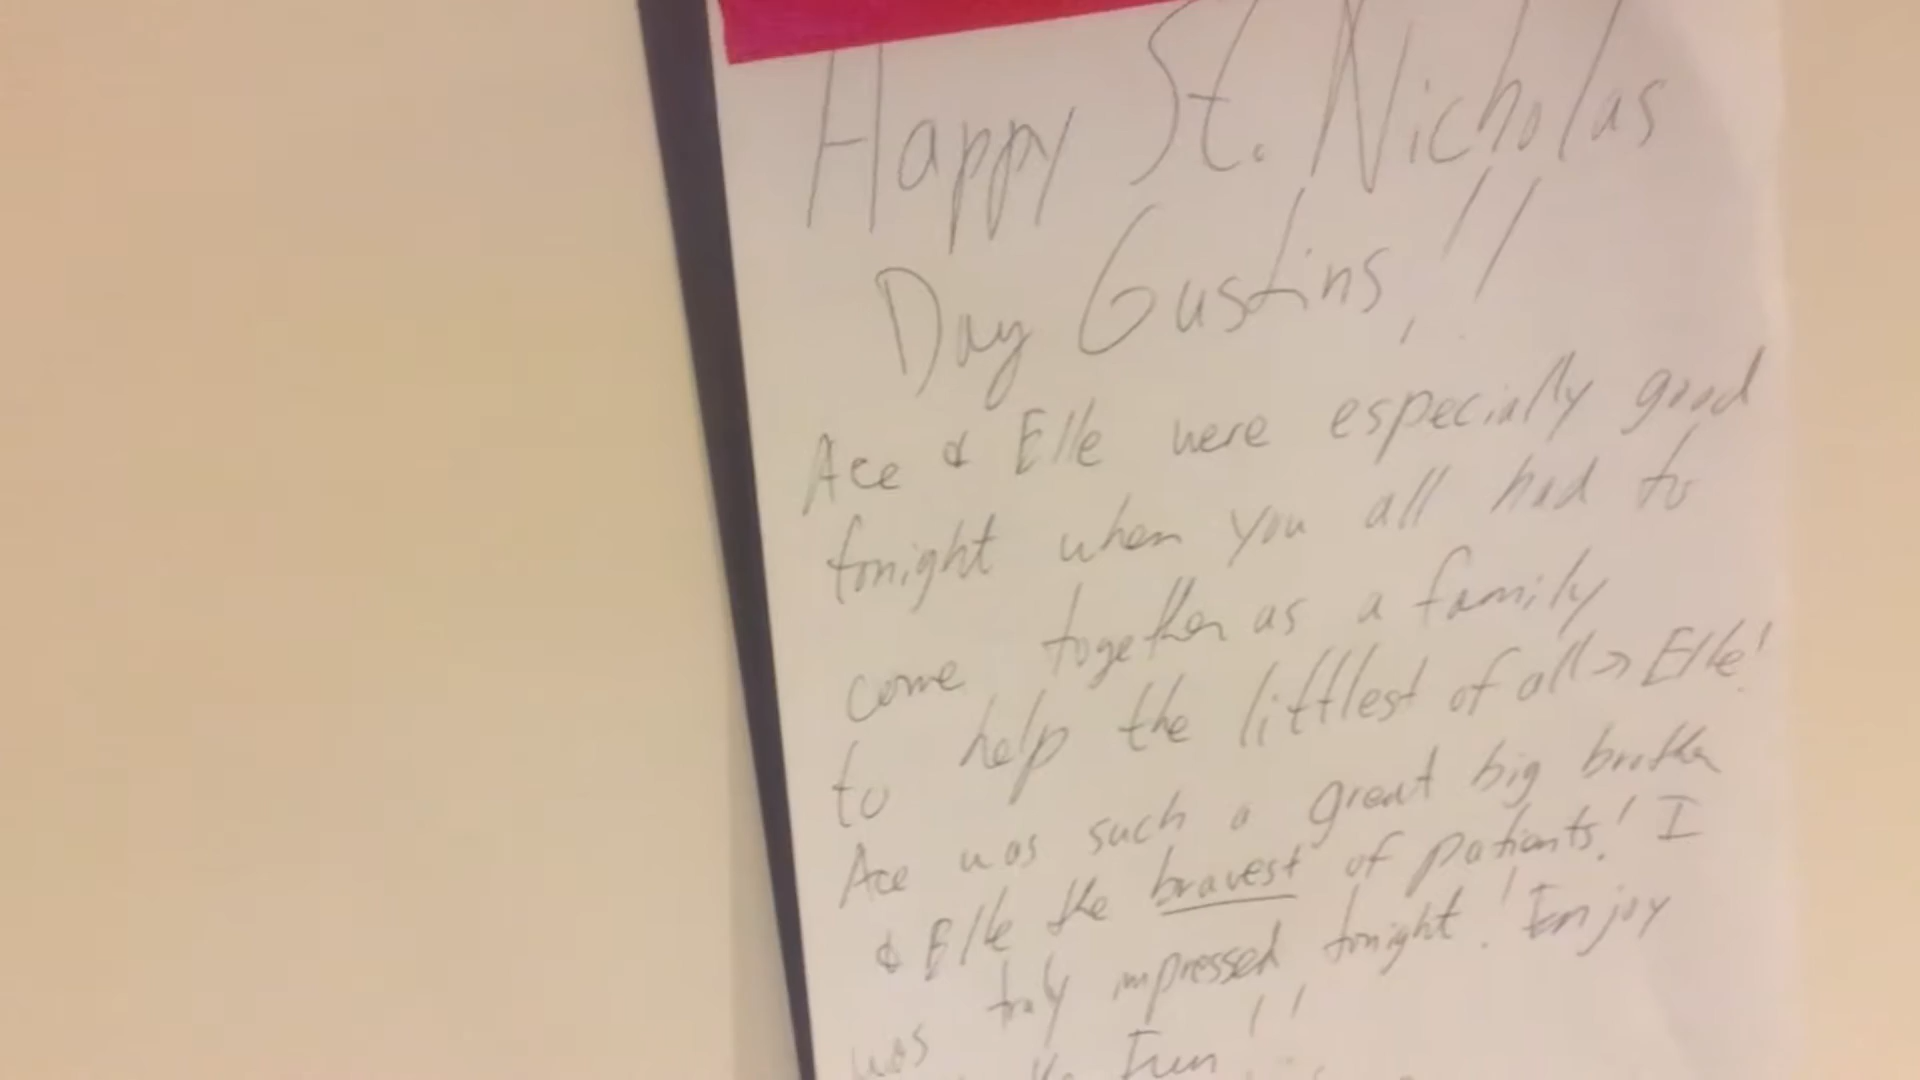 Happy St. Nicholas
Day Gustins,!!
Ace & Elle were especially good
tonight when you all had to
come together as a family
to help the littlest of all → Elle!
Ace was such a great big brother
& Elle the bravest of patients! I
was truly impressed tonight! Enjoy
Fun!!